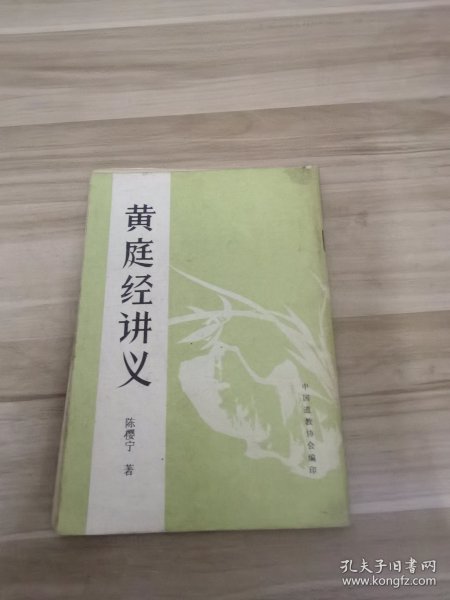 黄庭经讲义
陈樱宁 著
中国道教协会编印
孔夫子旧书网
www.kongfz.com